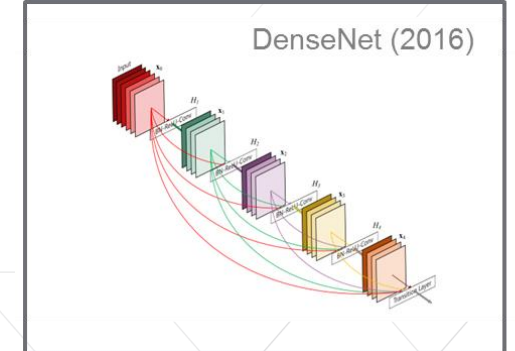 DenseNet (2016)
Input
x₀
H₁
x₁
BN-ReLU-Conv
H₂
x₂
BN-ReLU-Conv
H₃
x₃
BN-ReLU-Conv
H₄
x₄
BN-ReLU-Conv
Transition Layer